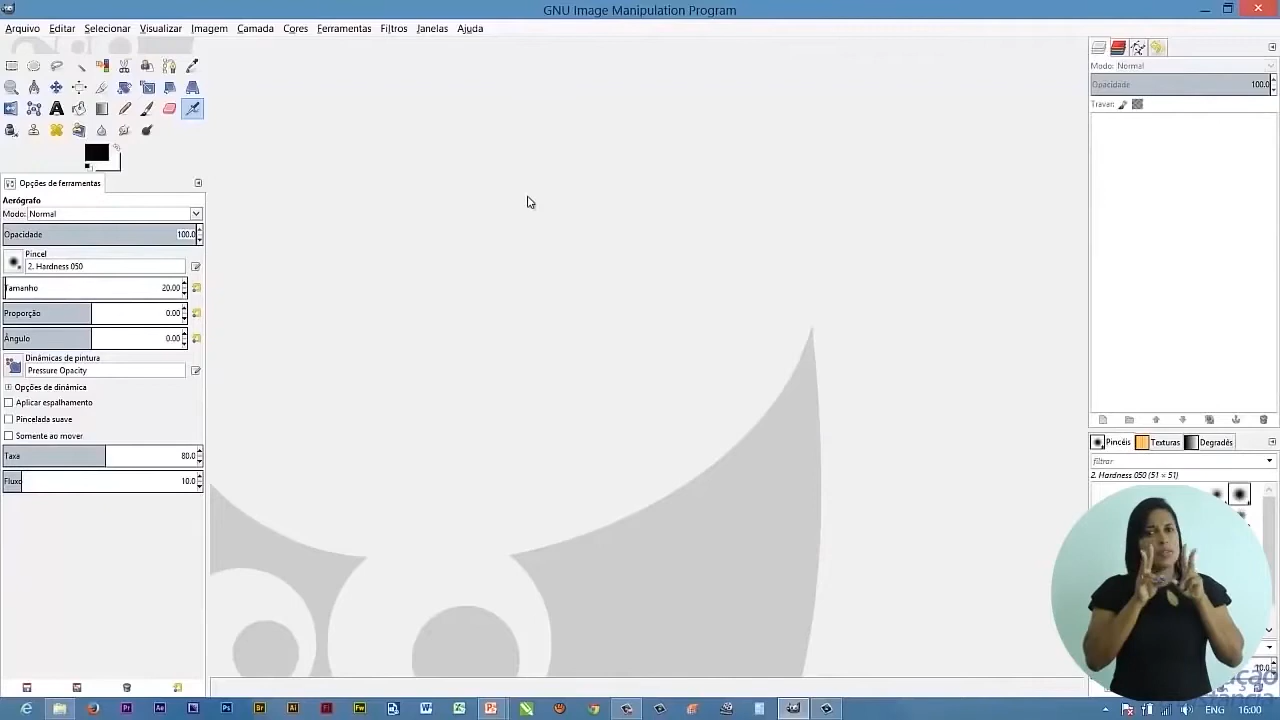 GNU Image Manipulation Program
Arquivo Editar Selecionar Visualizar Imagem Camada Cores Ferramentas Filtros Janelas Ajuda
Opções de ferramentas
Aerógrafo
Modo: Normal
Opacidade 100.0
Pincel
2. Hardness 050
Tamanho 20.00
Proporção 0.00
Ângulo 0.00
Dinâmicas de pintura
Pressure Opacity
Opções de dinâmica
Aplicar espalhamento
Pincelada suave
Somente ao mover
Taxa 80.0
Fluxo 10.0
Modo: Normal
Opacidade 100.0
Travar:
Pincéis Texturas Degradês
filtrar
2. Hardness 050 (51 × 51)
ENG 16:00